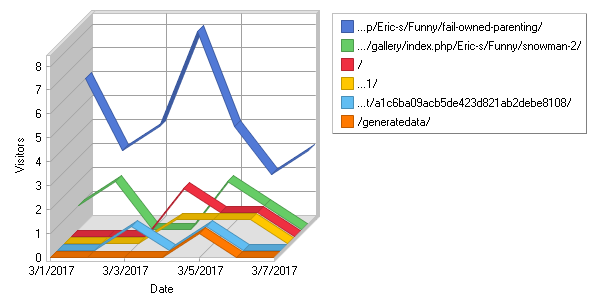 8
7
6
5
4
3
2
1
0
Visitors
3/1/2017 3/3/2017 3/5/2017 3/7/2017
Date
...p/Eric-s/Funny/fail-owned-parenting/
.../gallery/index.php/Eric-s/Funny/snowman-2/
/
...1/
...t/a1c6ba09acb5de423d821ab2debe8108/
/generatedata/